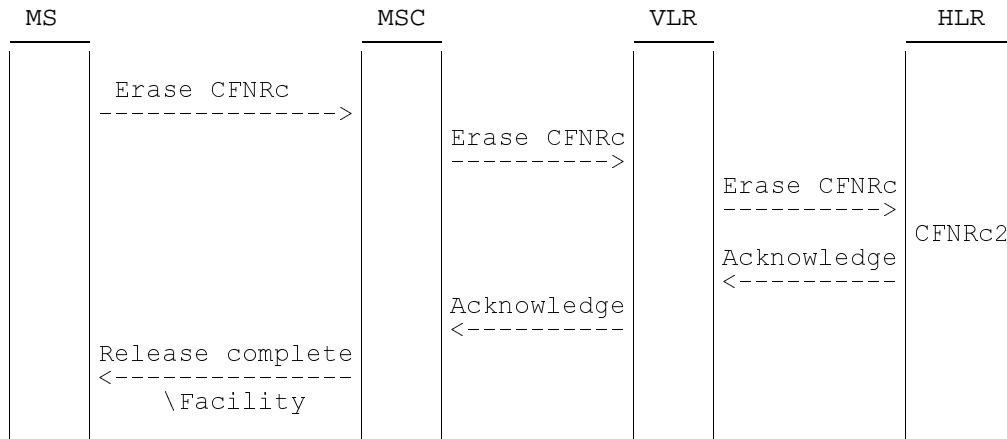 MS MSC VLR HLR
Erase CFNRc
--------------->
Erase CFNRc
---------->
Erase CFNRc
---------->
CFNRc2
Acknowledge
<----------
Acknowledge
<----------
Release complete
<---------------
\Facility